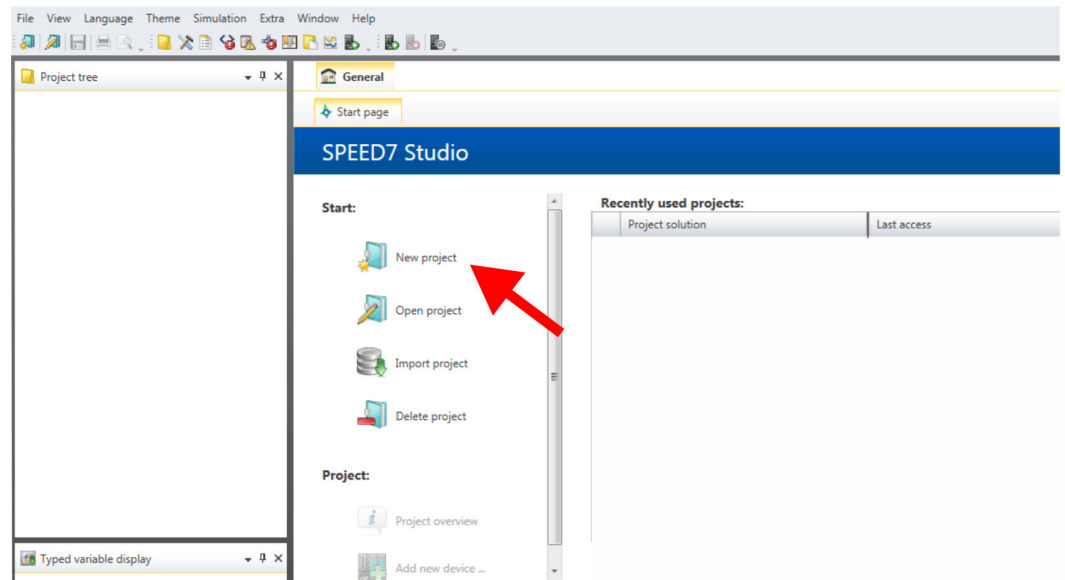 File View Language Theme Simulation Extra Window Help
Project tree
General
Start page
SPEED7 Studio
Start:
New project
Open project
Import project
Delete project
Project:
Project overview
Add new device ...
Recently used projects:
Project solution Last access
Typed variable display